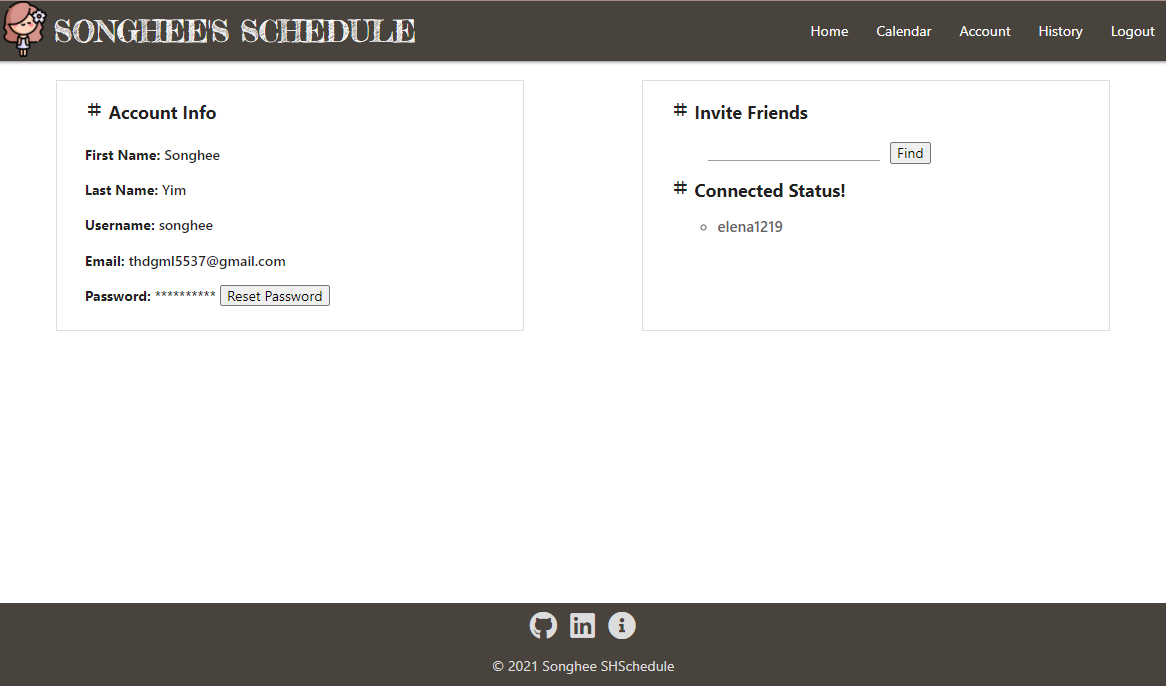 SONGHEE'S SCHEDULE
Home Calendar Account History Logout
# Account Info
First Name: Songhee
Last Name: Yim
Username: songhee
Email: thdgml5537@gmail.com
Password: ********** Reset Password
# Invite Friends
Find
# Connected Status!
elena1219
© 2021 Songhee SHSchedule